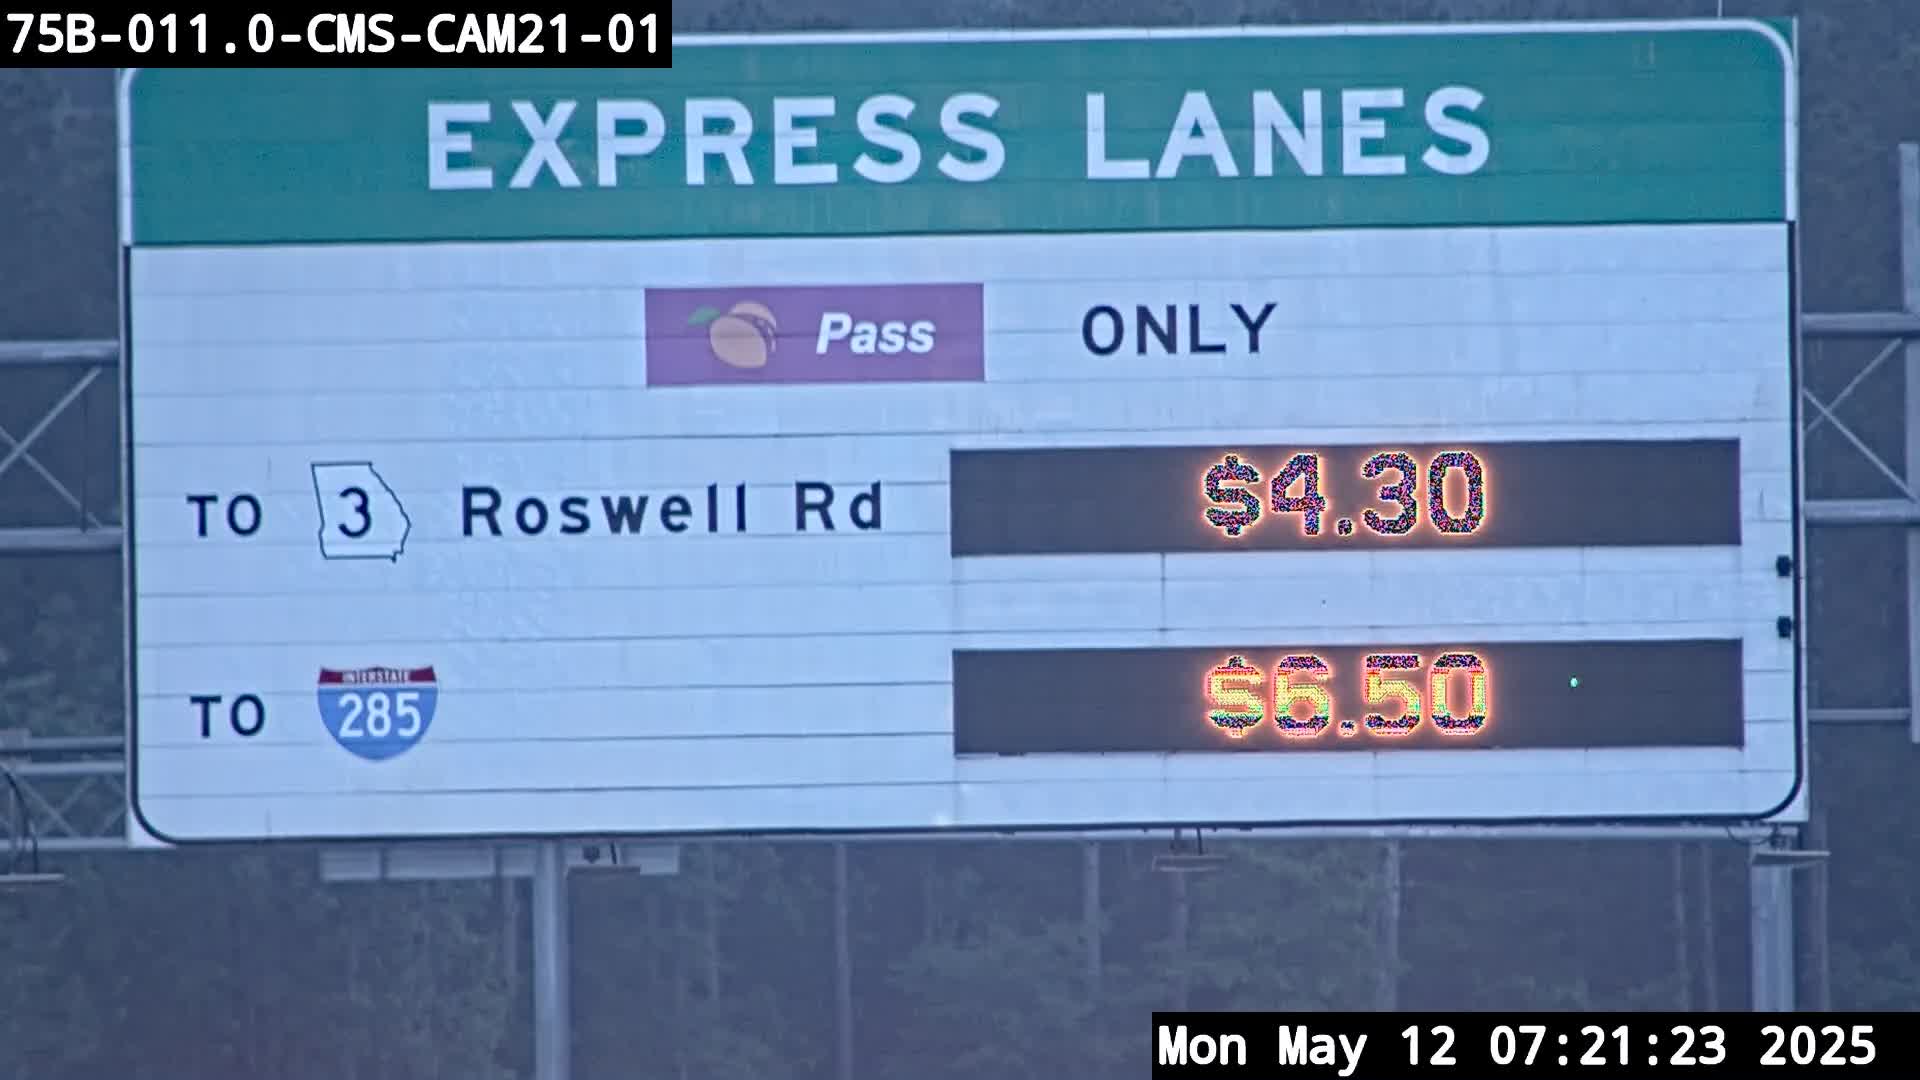 75B-011.0-CMS-CAM21-01
EXPRESS LANES
Pass ONLY
TO 3 Roswell Rd $4.30
INTERSTATE
TO 285 $6.50
Mon May 12 07:21:23 2025